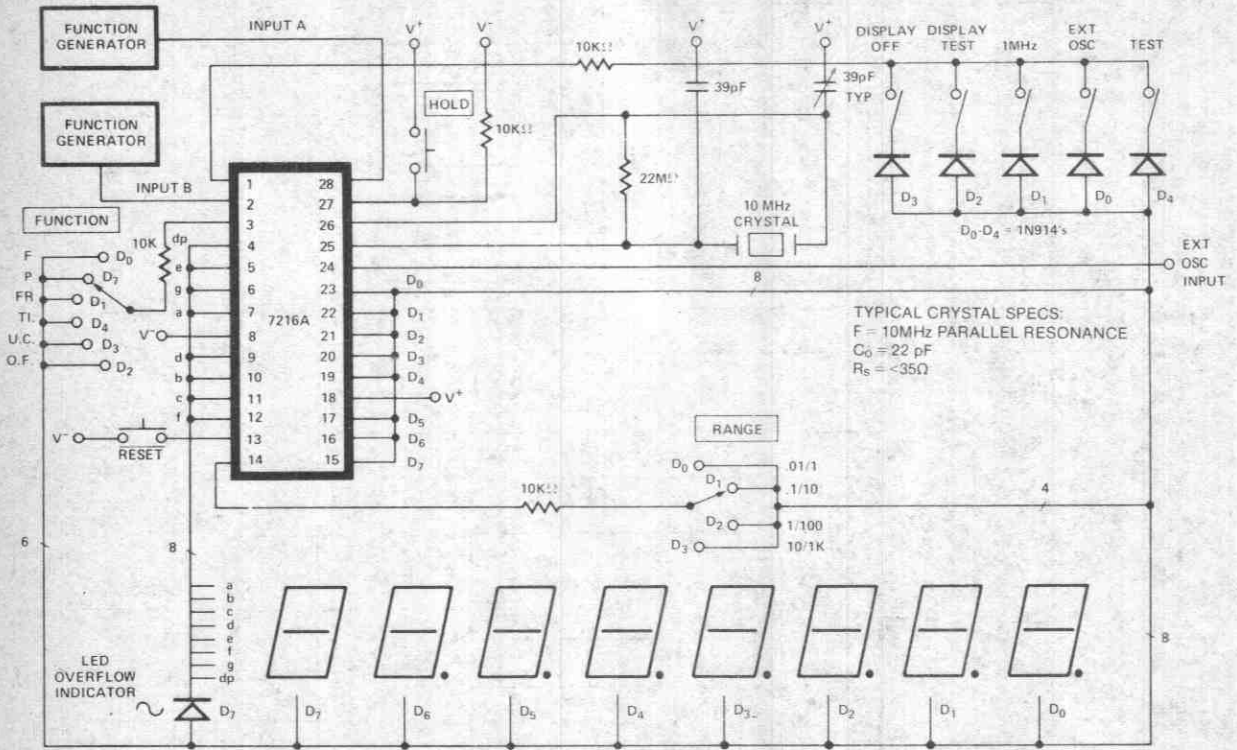 FUNCTION
GENERATOR
INPUT A
V+
V-
10KΩ
V+
V+
DISPLAY
OFF
DISPLAY
TEST
1MHz
EXT
OSC
TEST
HOLD
39pF
39pF
TYP
FUNCTION
GENERATOR
10KΩ
22MΩ
INPUT B
1
28
2
27
3
26
4
25
5
24
6
23
7
22
8
21
9
20
10
19
11
18
12
17
13
16
14
15
7216A
10 MHz
CRYSTAL
D3
D2
D1
D0
D4
D0-D4 = 1N914's
FUNCTION
10K
dp
e
g
a
V-
d
b
c
f
F
D0
P
D7
FR
D1
TI.
D4
U.C.
D3
O.F.
D2
V-
RESET
D0
D1
D2
D3
D4
V+
D5
D6
D7
8
EXT
OSC
INPUT
TYPICAL CRYSTAL SPECS:
F = 10MHz PARALLEL RESONANCE
C0 = 22 pF
RS = <35Ω
RANGE
D0
.01/1
D1
.1/10
D2
1/100
D3
10/1K
10KΩ
4
6
8
8
a
b
c
d
e
f
g
dp
LED
OVERFLOW
INDICATOR
D7
D7
D6
D5
D4
D3
D2
D1
D0